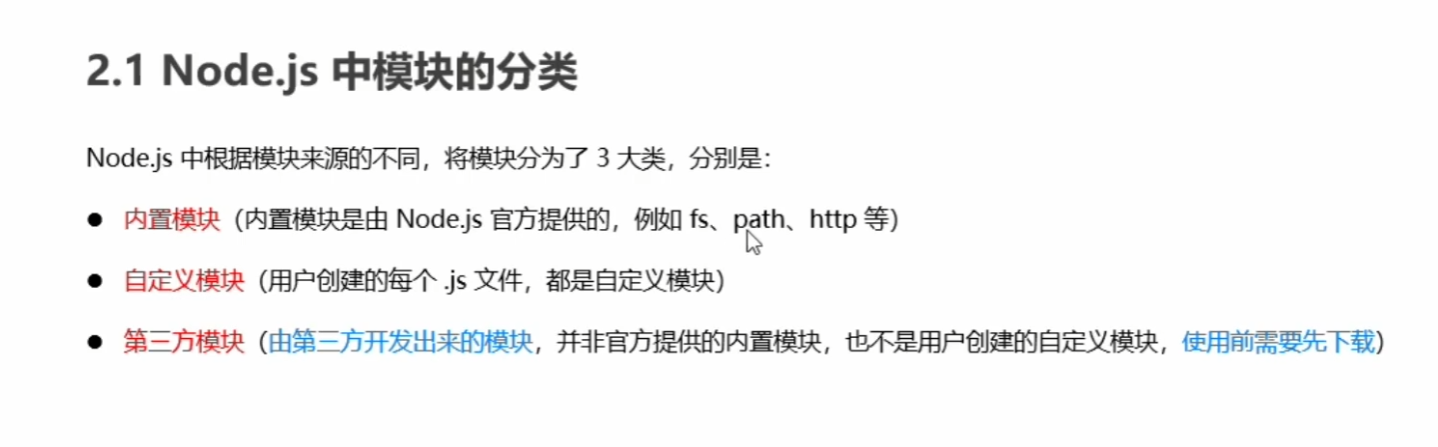 2.1 Node.js 中模块的分类
Node.js 中根据模块来源的不同，将模块分为了 3 大类，分别是：
● 内置模块（内置模块是由 Node.js 官方提供的，例如 fs、path、http 等）
● 自定义模块（用户创建的每个 .js 文件，都是自定义模块）
● 第三方模块（由第三方开发出来的模块，并非官方提供的内置模块，也不是用户创建的自定义模块，使用前需要先下载）